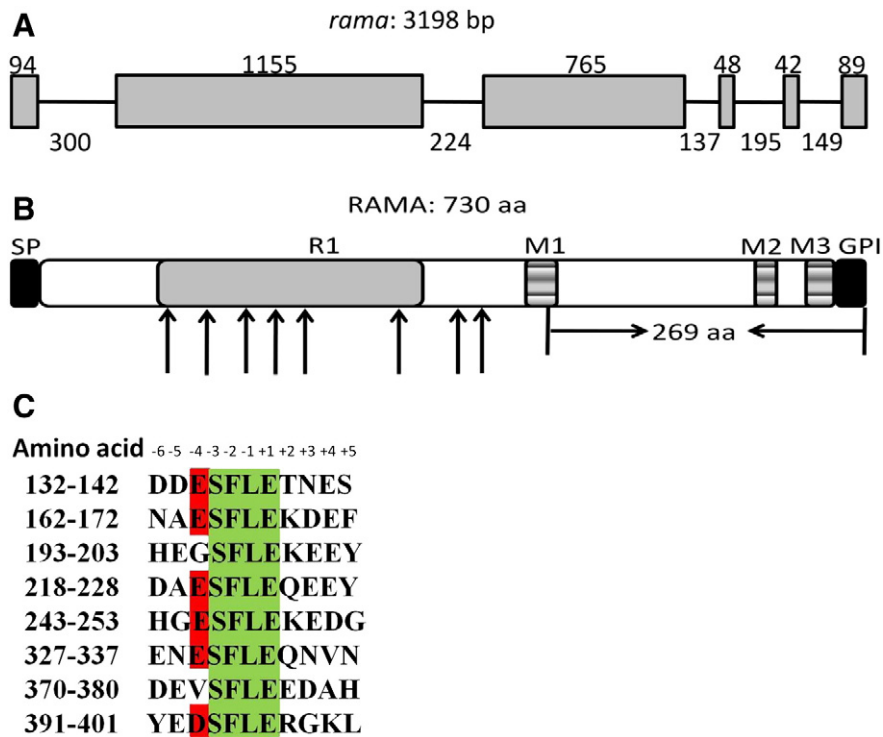 A
rama: 3198 bp
94 1155 765 48 42 89
300 224 137 195 149
B
RAMA: 730 aa
SP R1 M1 M2 M3 GPI
269 aa
C
Amino acid -6 -5 -4 -3 -2 -1 +1 +2 +3 +4 +5
132-142 DDESFLETNES
162-172 NAESFLEKDEF
193-203 HEGSFLEKEEY
218-228 DAESFLEQEEY
243-253 HGESFLEKEDG
327-337 ENESFLEQNVN
370-380 DEVSFLEEDAH
391-401 YEDSFLERGKL